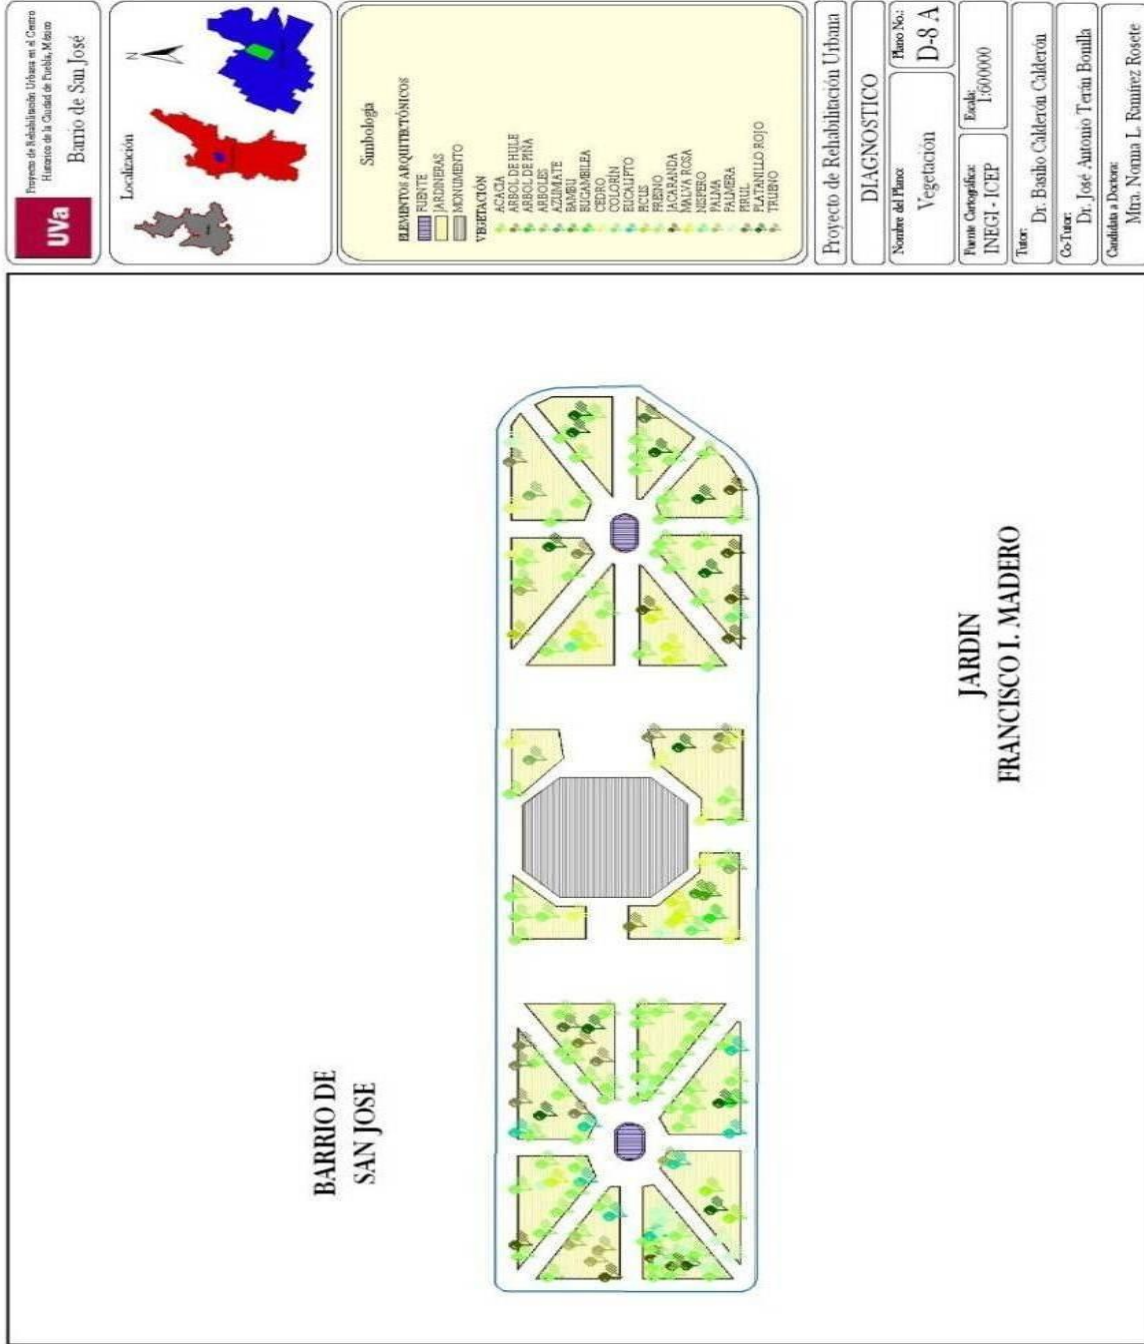 UVa
Proyecto de Rehabilitación Urbana en el Centro
Historico de la Ciudad de Puebla, México
Barrio de San José
Localización
N
Simbología
ELEMENTOS ARQUITECTÓNICOS
FUENTE
JARDINERAS
MONUMENTO
VEGETACIÓN
ACACIA
ARBOL DE HULE
ARBOL DE PIÑA
ARBOLES
AZUMATE
BAMBU
BUGAMBILEA
CEDRO
COLORÍN
EUCALIPTO
FICUS
FRESNO
JACARANDA
MALVA ROSA
NISPERO
PALMA
PALMERA
PIRUL
PLATANILLO ROJO
TRUENO
Proyecto de Rehabilitación Urbana
DIAGNOSTICO
Nombre del Plano:
Vegetación
Plano No.:
D-8 A
Fuente Cartográfica:
INEGI - ICEP
Escala:
1:600000
Tutor:
Dr. Basilio Calderón Calderón
Co-Tutor:
Dr. José Antonio Terán Bonilla
Candidata a Doctora:
Mtra. Norma L. Ramírez Rosete
BARRIO DE
SAN JOSE
JARDIN
FRANCISCO I. MADERO